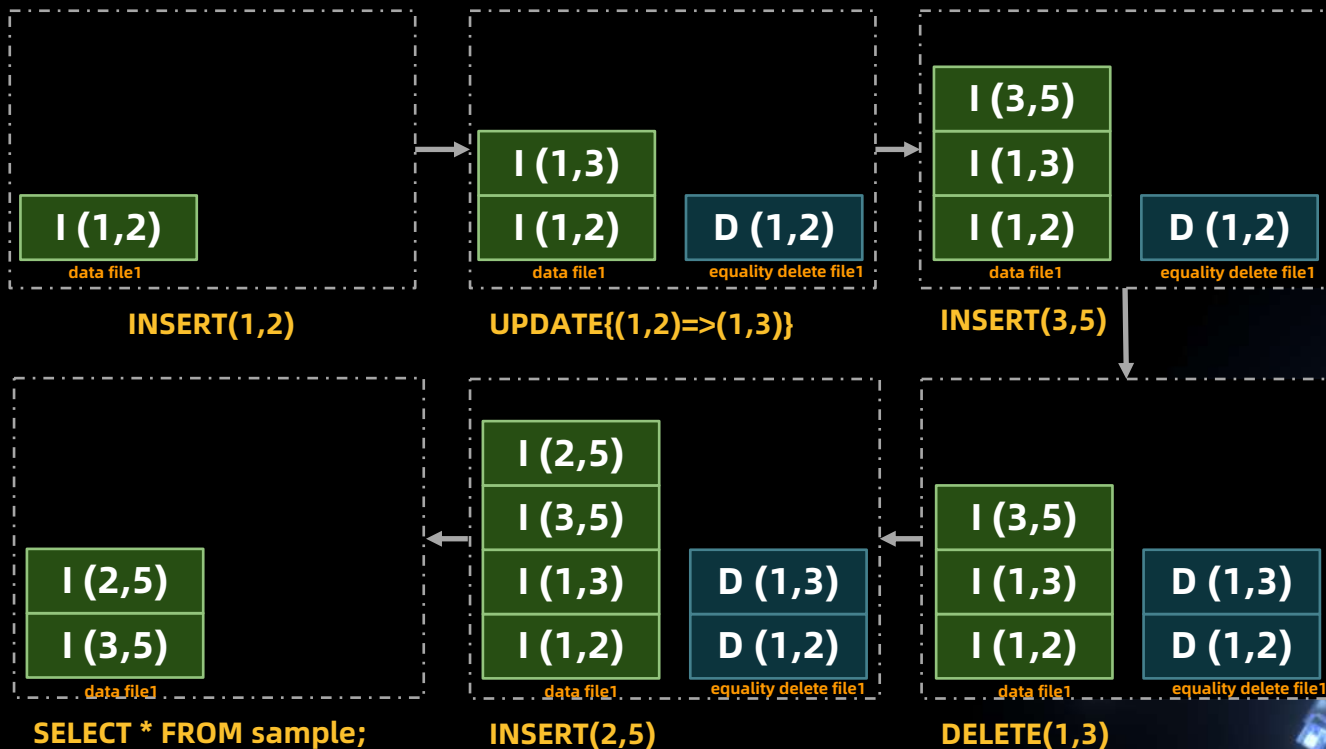 I (1,2)
data file1
INSERT(1,2)
I (1,3)
I (1,2)
data file1
D (1,2)
equality delete file1
UPDATE{(1,2)=>(1,3)}
I (3,5)
I (1,3)
I (1,2)
data file1
D (1,2)
equality delete file1
INSERT(3,5)
I (3,5)
I (1,3)
I (1,2)
data file1
D (1,3)
D (1,2)
equality delete file1
DELETE(1,3)
I (2,5)
I (3,5)
I (1,3)
I (1,2)
data file1
D (1,3)
D (1,2)
equality delete file1
INSERT(2,5)
I (2,5)
I (3,5)
data file1
SELECT * FROM sample;